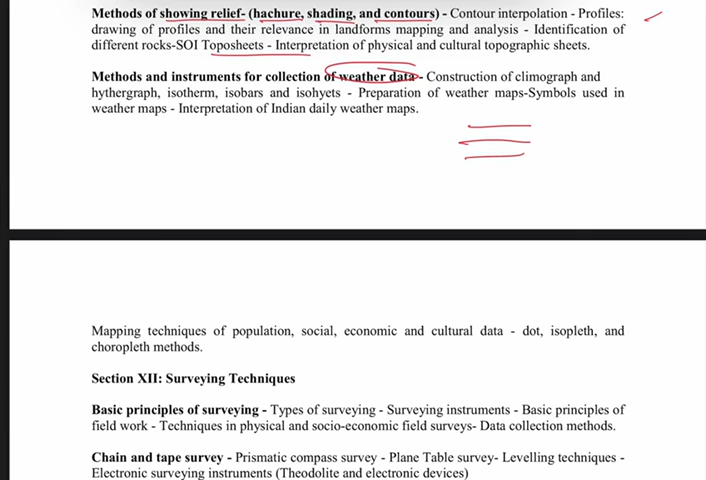 Methods of showing relief- (hachure, shading, and contours) - Contour interpolation - Profiles:
drawing of profiles and their relevance in landforms mapping and analysis - Identification of
different rocks-SOI Toposheets - Interpretation of physical and cultural topographic sheets.
Methods and instruments for collection of weather data - Construction of climograph and
hythergraph, isotherm, isobars and isohyets - Preparation of weather maps-Symbols used in
weather maps - Interpretation of Indian daily weather maps.
Mapping techniques of population, social, economic and cultural data - dot, isopleth, and
choropleth methods.
Section XII: Surveying Techniques
Basic principles of surveying - Types of surveying - Surveying instruments - Basic principles of
field work - Techniques in physical and socio-economic field surveys- Data collection methods.
Chain and tape survey - Prismatic compass survey - Plane Table survey- Levelling techniques -
Electronic surveying instruments (Theodolite and electronic devices)